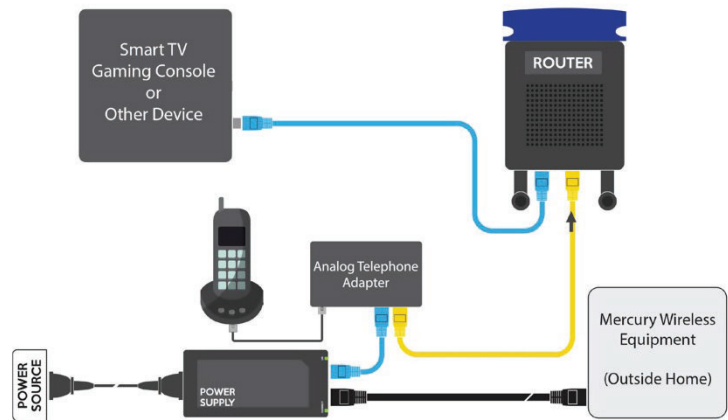 Smart TV
Gaming Console
or
Other Device
ROUTER
Analog Telephone
Adapter
Mercury Wireless
Equipment
(Outside Home)
POWER
SOURCE
POWER
SUPPLY